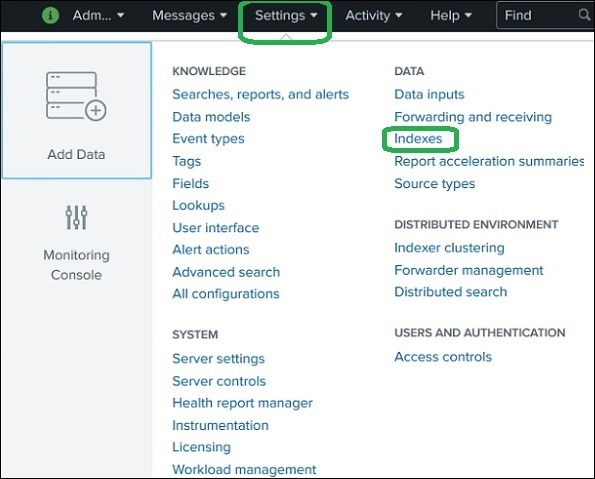 i Adm... ▾ Messages ▾ Settings ▾ Activity ▾ Help ▾ Find
Add Data
Monitoring
Console
KNOWLEDGE
Searches, reports, and alerts
Data models
Event types
Tags
Fields
Lookups
User interface
Alert actions
Advanced search
All configurations
SYSTEM
Server settings
Server controls
Health report manager
Instrumentation
Licensing
Workload management
DATA
Data inputs
Forwarding and receiving
Indexes
Report acceleration summaries
Source types
DISTRIBUTED ENVIRONMENT
Indexer clustering
Forwarder management
Distributed search
USERS AND AUTHENTICATION
Access controls